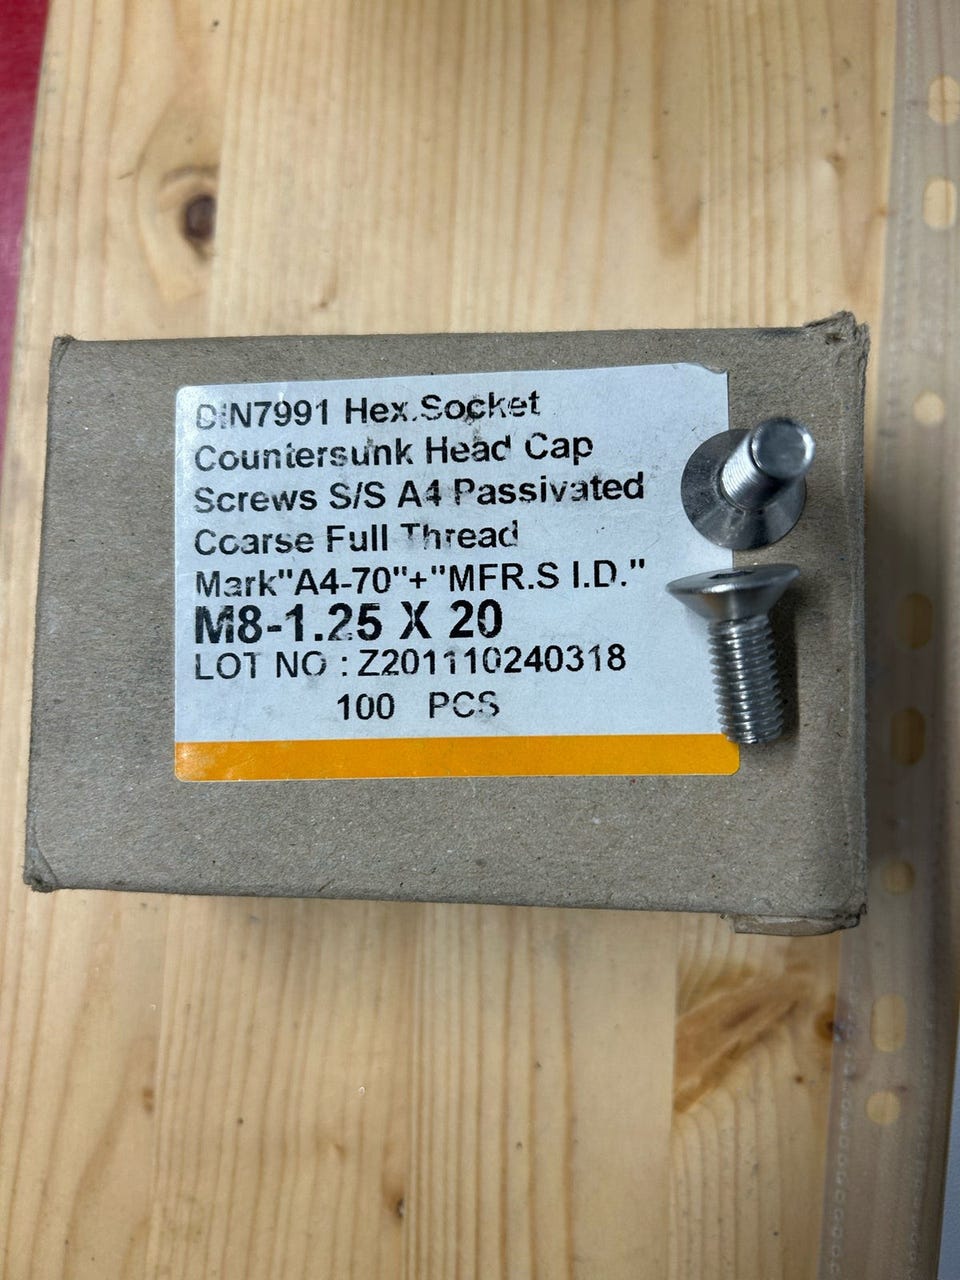 DIN7991 Hex.Socket
Countersunk Head Cap
Screws S/S A4 Passivated
Coarse Full Thread
Mark"A4-70"+"MFR.S I.D."
M8-1.25 X 20
LOT NO : Z201110240318
100 PCS